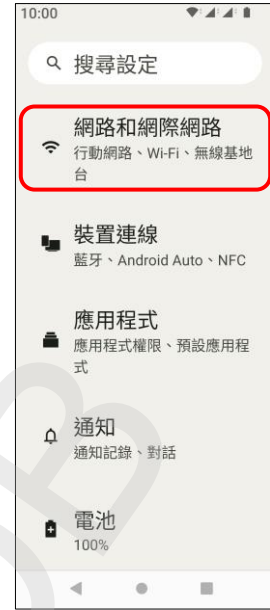 10:00
搜尋設定
網路和網際網路
行動網路、Wi-Fi、無線基地
台
裝置連線
藍牙、Android Auto、NFC
應用程式
應用程式權限、預設應用程
式
通知
通知記錄、對話
電池
100%